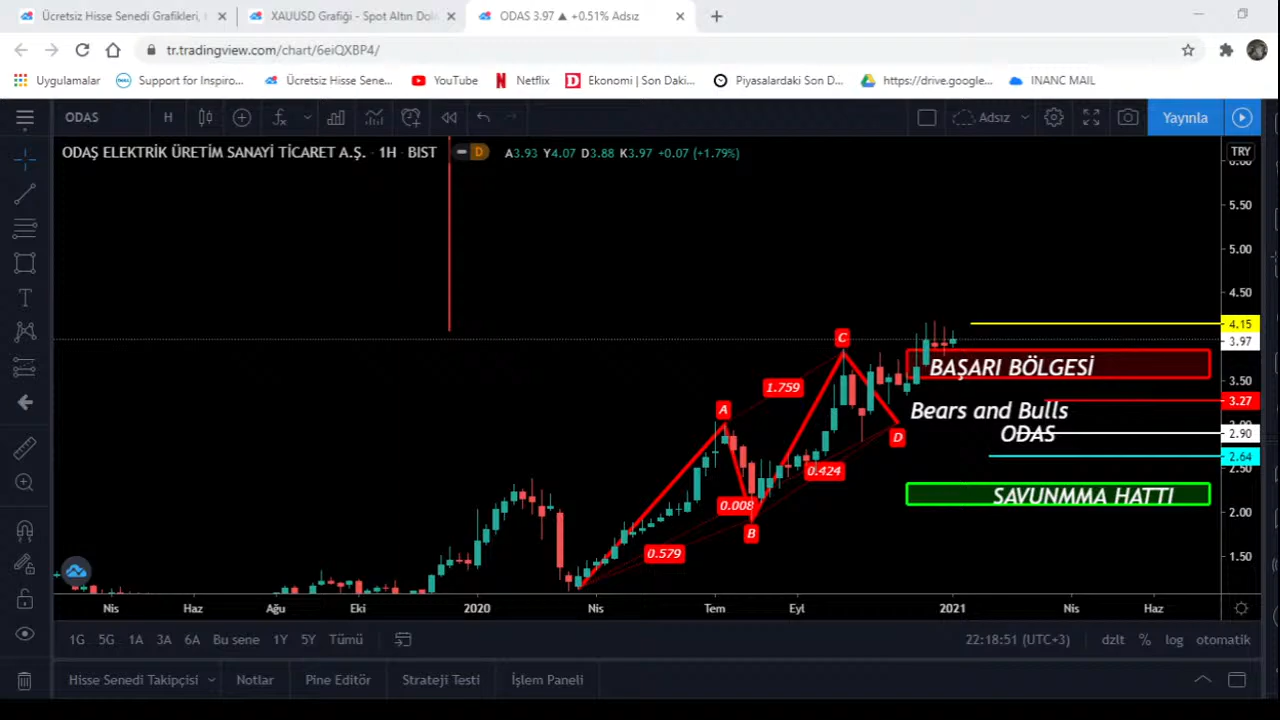 Ücretsiz Hisse Senedi Grafikleri,
XAUUSD Grafiği - Spot Altın Dol
ODAS 3.97 ▲ +0.51% Adsız
tr.tradingview.com/chart/6eiQXBP4/
Uygulamalar
Support for Inspiro...
Ücretsiz Hisse Sene...
YouTube
Netflix
Ekonomi | Son Daki...
Piyasalardaki Son D...
https://drive.google...
INANC MAIL
ODAS
H
Adsız
Yayınla
ODAŞ ELEKTRİK ÜRETİM SANAYİ TİCARET A.Ş. · 1H · BIST
D
A3.93 Y4.07 D3.88 K3.97 +0.07 (+1.79%)
TRY
6.00
5.50
5.00
4.50
4.15
3.97
3.50
3.27
2.90
2.64
2.50
2.00
1.50
C
1.759
A
BAŞARI BÖLGESİ
Bears and Bulls
ODAS
D
0.424
0.008
SAVUNMMA HATTI
B
0.579
Nis
Haz
Ağu
Eki
2020
Nis
Tem
Eyl
2021
Nis
Haz
1G
5G
1A
3A
6A
Bu sene
1Y
5Y
Tümü
22:18:51 (UTC+3)
dzlt
%
log
otomatik
Hisse Senedi Takipçisi
Notlar
Pine Editör
Strateji Testi
İşlem Paneli